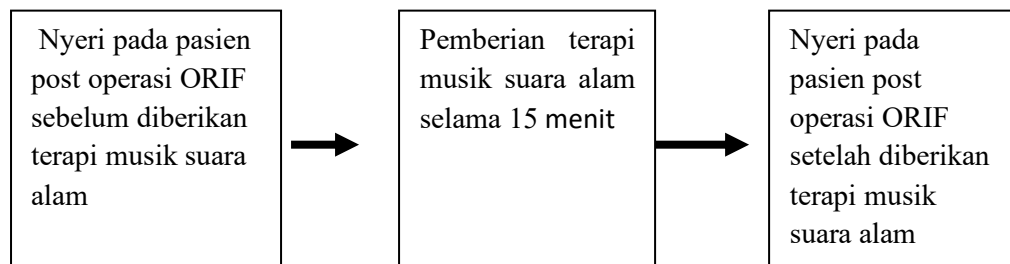 Nyeri pada pasien
post operasi ORIF
sebelum diberikan
terapi musik suara
alam
Pemberian terapi
musik suara alam
selama 15 menit
Nyeri pada
pasien post
operasi ORIF
setelah diberikan
terapi musik
suara alam